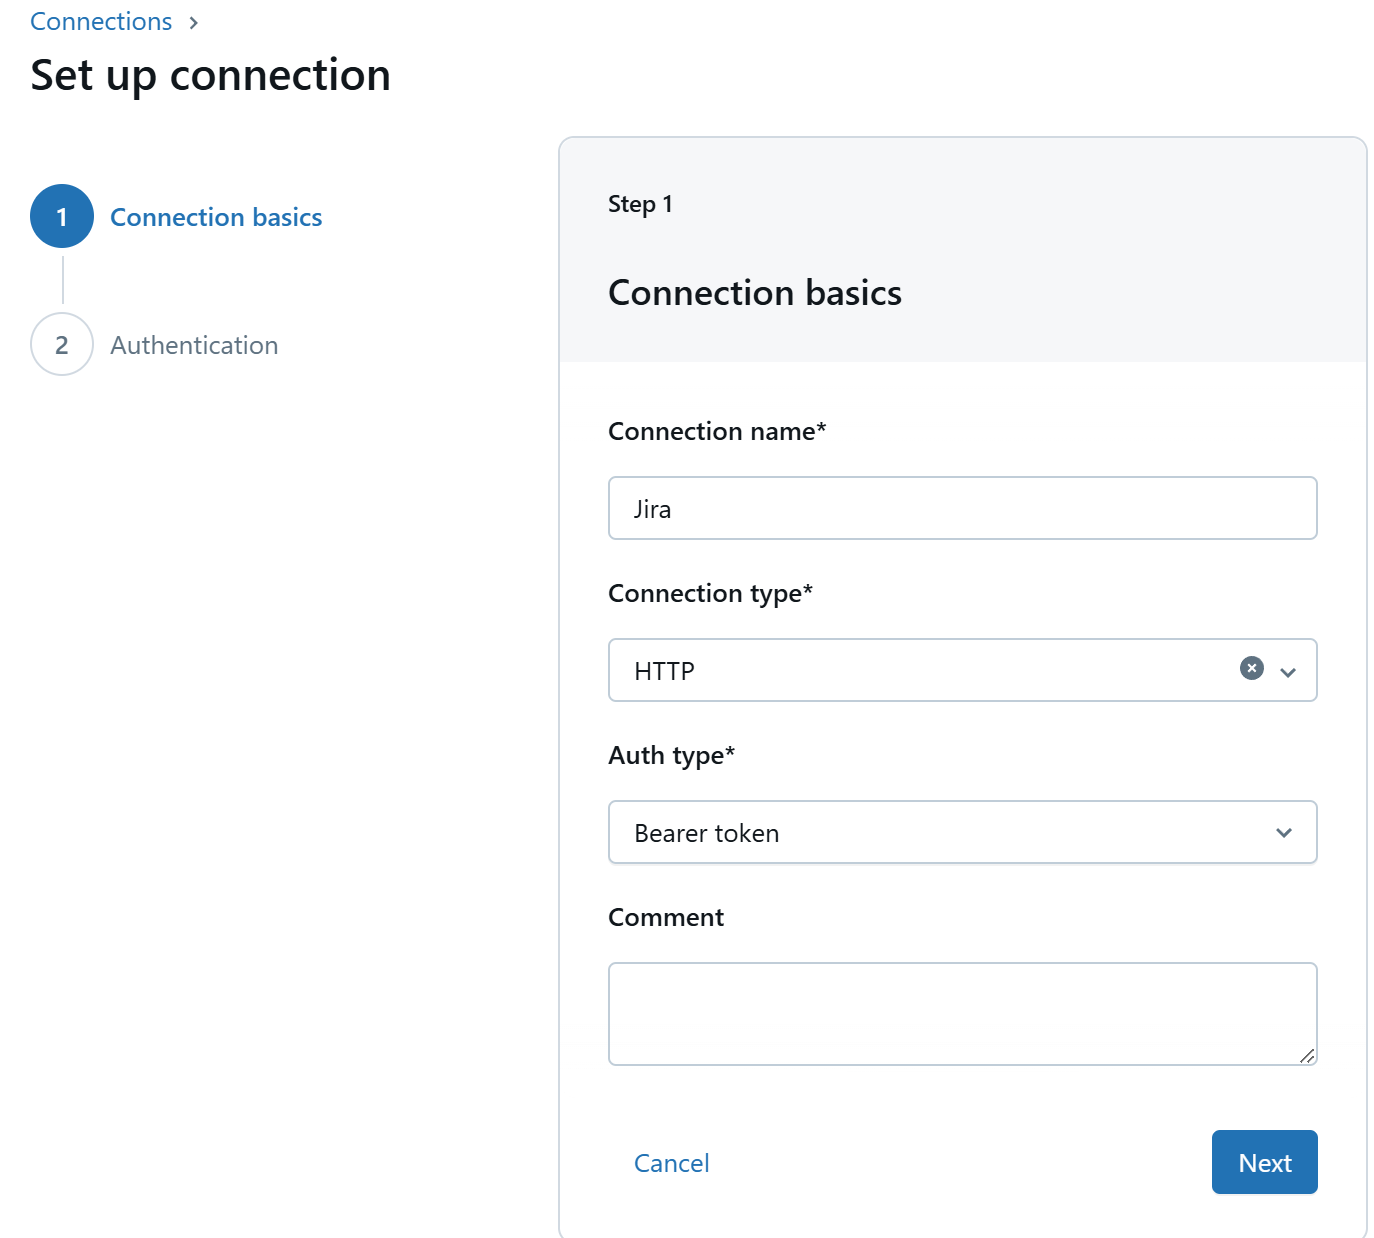 Connections
Set up connection
1
Connection basics
2
Authentication
Step 1
Connection basics
Connection name*
Jira
Connection type*
HTTP
Auth type*
Bearer token
Comment
Cancel
Next